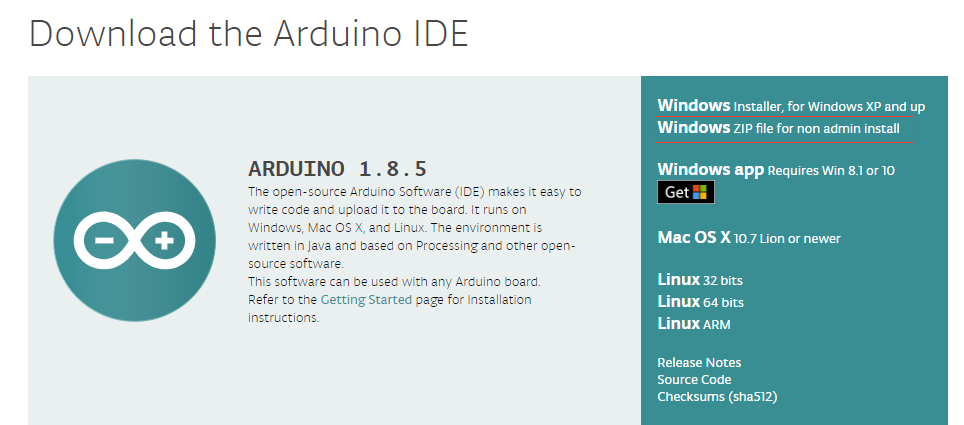 Download the Arduino IDE
ARDUINO 1.8.5
The open-source Arduino Software (IDE) makes it easy to
write code and upload it to the board. It runs on
Windows, Mac OS X, and Linux. The environment is
written in Java and based on Processing and other open-
source software.
This software can be used with any Arduino board.
Refer to the Getting Started page for Installation
instructions.
Windows Installer, for Windows XP and up
Windows ZIP file for non admin install
Windows app Requires Win 8.1 or 10
Get
Mac OS X 10.7 Lion or newer
Linux 32 bits
Linux 64 bits
Linux ARM
Release Notes
Source Code
Checksums (sha512)